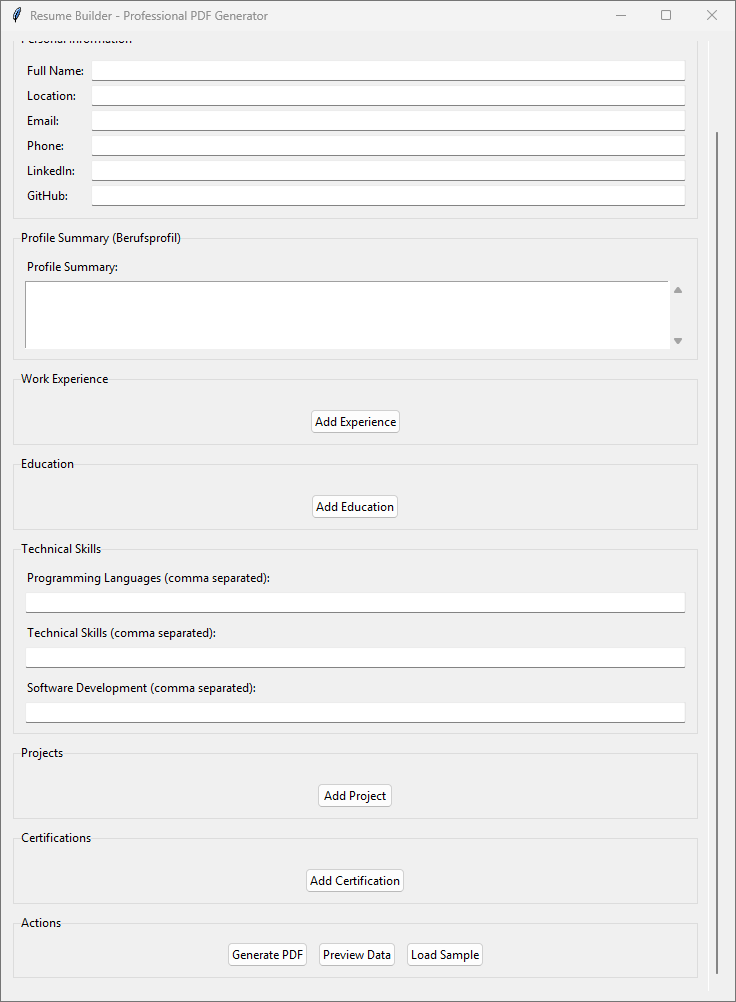 Resume Builder - Professional PDF Generator
Personal Information
Full Name:
Location:
Email:
Phone:
LinkedIn:
GitHub:
Profile Summary (Berufsprofil)
Profile Summary:
Work Experience
Add Experience
Education
Add Education
Technical Skills
Programming Languages (comma separated):
Technical Skills (comma separated):
Software Development (comma separated):
Projects
Add Project
Certifications
Add Certification
Actions
Generate PDF Preview Data Load Sample